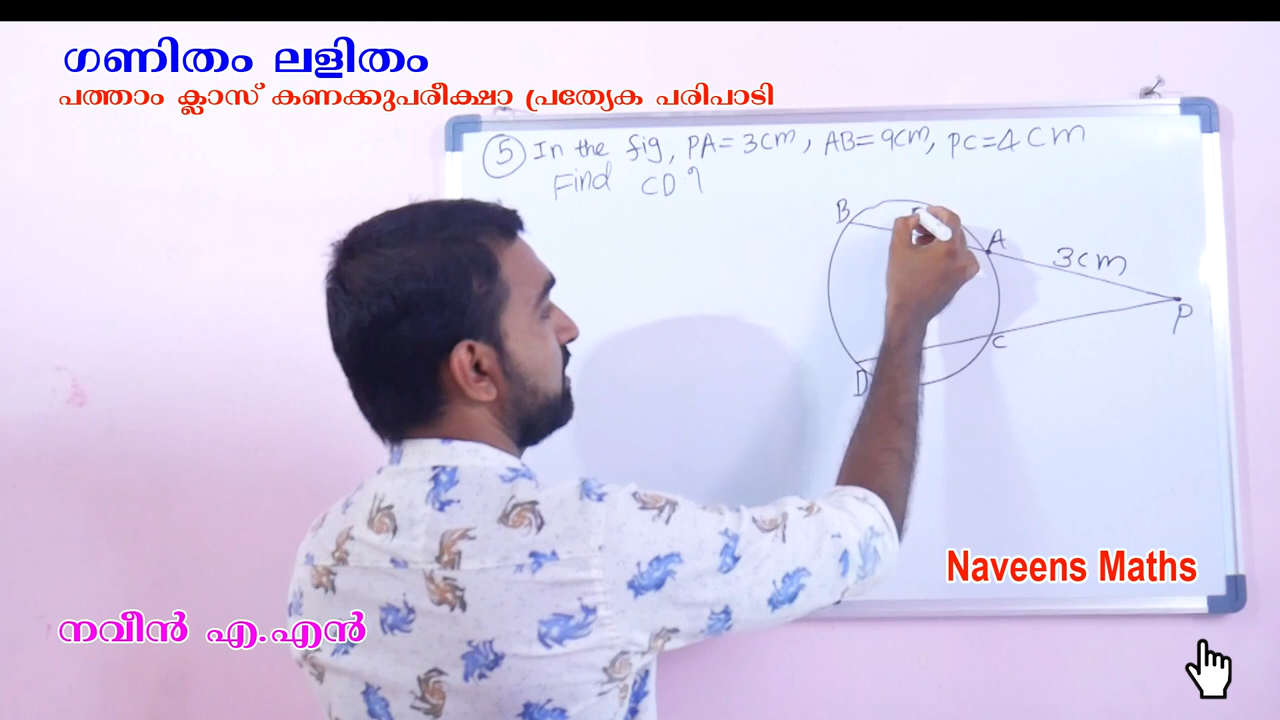 ഗണിതം ലളിതം
പത്താം ക്ലാസ് കണക്കുപരീക്ഷാ പ്രത്യേക പരിപാടി
5 In the fig, PA=3cm, AB=9cm, PC=4cm
Find CD?
B
A
3cm
P
C
D
Naveens Maths
നവീൻ എ.എൻ